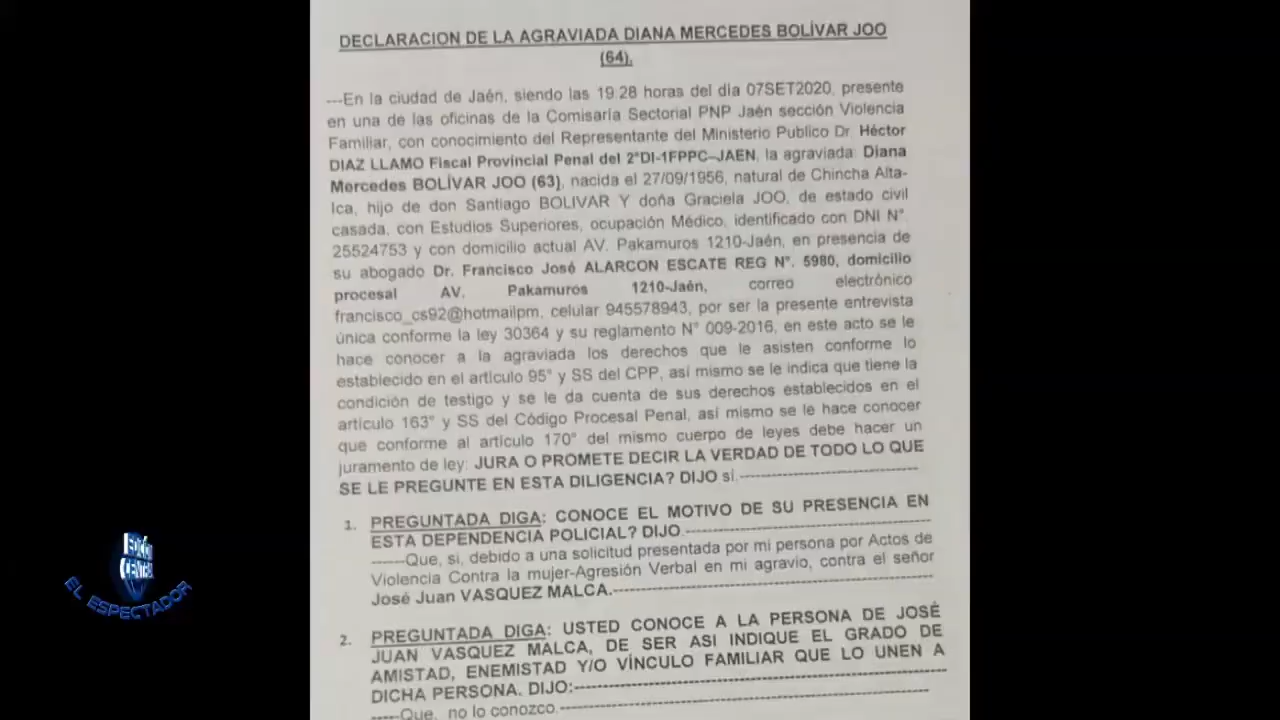 DECLARACION DE LA AGRAVIADA DIANA MERCEDES BOLÍVAR JOO
(64).
---En la ciudad de Jaén, siendo las 19:28 horas del día 07SET2020, presente
en una de las oficinas de la Comisaría Sectorial PNP Jaén sección Violencia
Familiar, con conocimiento del Representante del Ministerio Publico Dr. Héctor
DIAZ LLAMO Fiscal Provincial Penal del 2°DI-1FPPC–JAEN, la agraviada: Diana
Mercedes BOLÍVAR JOO (63), nacida el 27/09/1956, natural de Chincha Alta-
Ica, hijo de don Santiago BOLIVAR Y doña Graciela JOO, de estado civil
casada, con Estudios Superiores, ocupación Médico, identificado con DNI N°.
25524753 y con domicilio actual AV. Pakamuros 1210-Jaén, en presencia de
su abogado Dr. Francisco José ALARCON ESCATE REG N°. 5980, domicilio
procesal AV. Pakamuros 1210-Jaén, correo electrónico
francisco_cs92@hotmailpm, celular 945578943, por ser la presente entrevista
única conforme la ley 30364 y su reglamento N° 009-2016, en este acto se le
hace conocer a la agraviada los derechos que le asisten conforme lo
establecido en el artículo 95° y SS del CPP, así mismo se le indica que tiene la
condición de testigo y se le da cuenta de sus derechos establecidos en el
artículo 163° y SS del Código Procesal Penal, así mismo se le hace conocer
que conforme al artículo 170° del mismo cuerpo de leyes debe hacer un
juramento de ley: JURA O PROMETE DECIR LA VERDAD DE TODO LO QUE
SE LE PREGUNTE EN ESTA DILIGENCIA? DIJO si.-----------------------------
1. PREGUNTADA DIGA: CONOCE EL MOTIVO DE SU PRESENCIA EN
ESTA DEPENDENCIA POLICIAL? DIJO.----------------------------------------
------Que, si, debido a una solicitud presentada por mi persona por Actos de
Violencia Contra la mujer-Agresión Verbal en mi agravio, contra el señor
José Juan VASQUEZ MALCA.----------------------------------------------------
2. PREGUNTADA DIGA: USTED CONOCE A LA PERSONA DE JOSÉ
JUAN VASQUEZ MALCA, DE SER ASI INDIQUE EL GRADO DE
AMISTAD, ENEMISTAD Y/O VÍNCULO FAMILIAR QUE LO UNEN A
DICHA PERSONA. DIJO:-------------------------------------------------------------
-----Que, no lo conozco.-------------------------------------------------------------
EDICIÓN
CENTRAL
EL ESPECTADOR